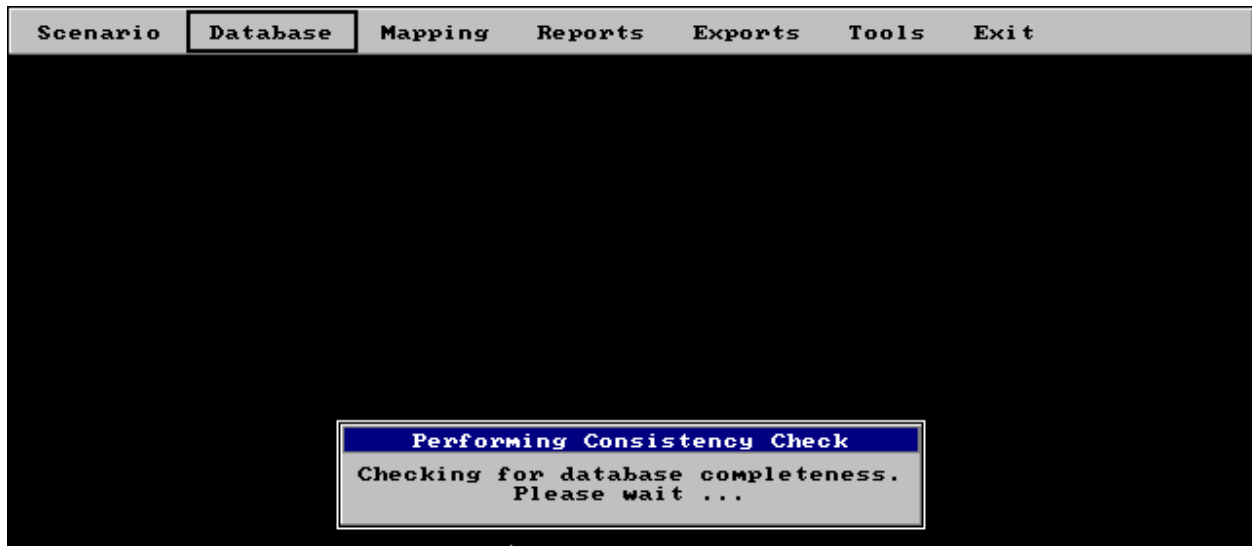 Scenario Database Mapping Reports Exports Tools Exit
Performing Consistency Check
Checking for database completeness.
Please wait ...